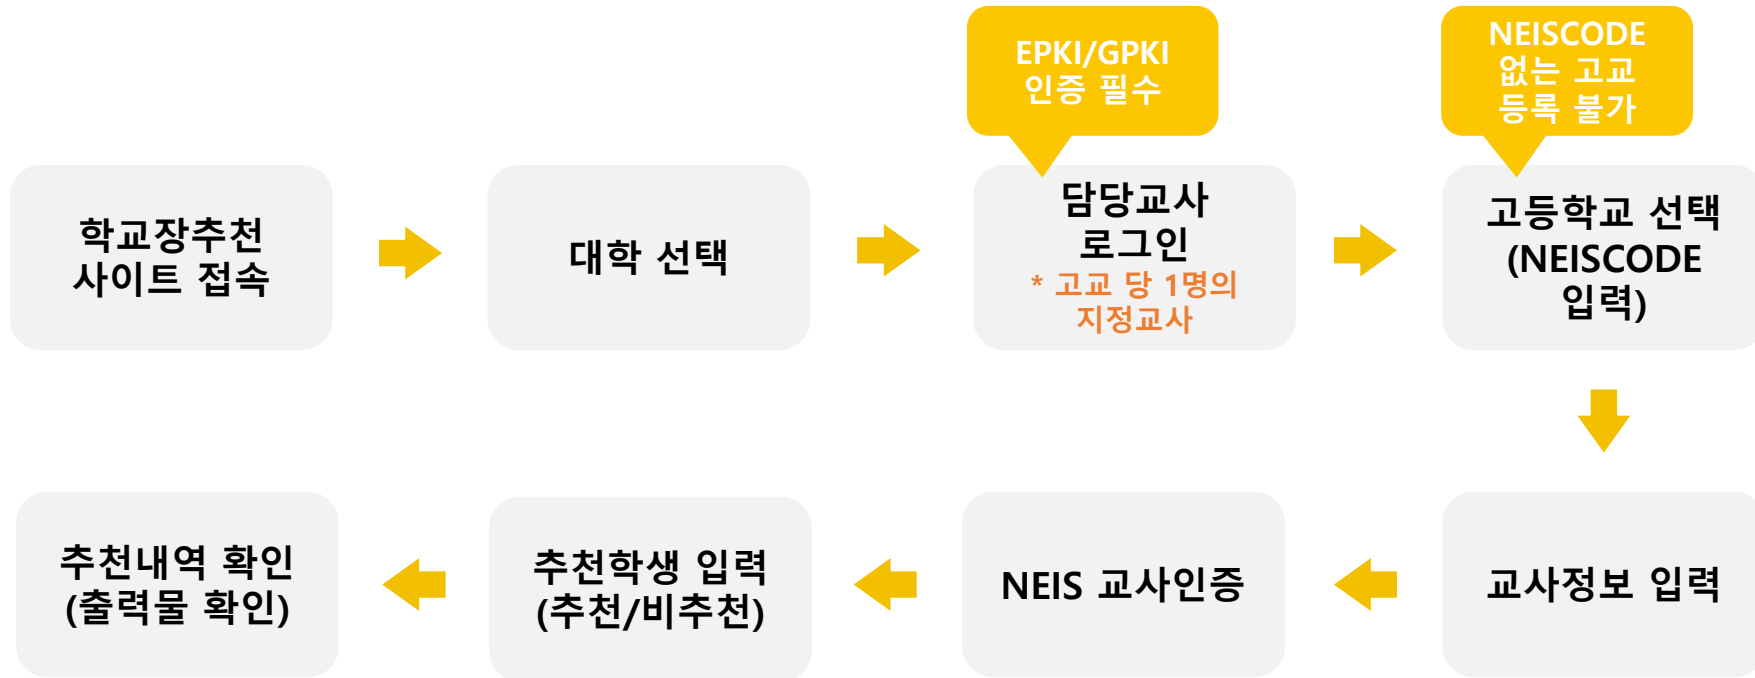 EPKI/GPKI
인증 필수
NEISCODE
없는 고교
등록 불가
학교장추천
사이트 접속
대학 선택
담당교사
로그인
* 고교 당 1명의
지정교사
고등학교 선택
(NEISCODE
입력)
교사정보 입력
NEIS 교사인증
추천학생 입력
(추천/비추천)
추천내역 확인
(출력물 확인)